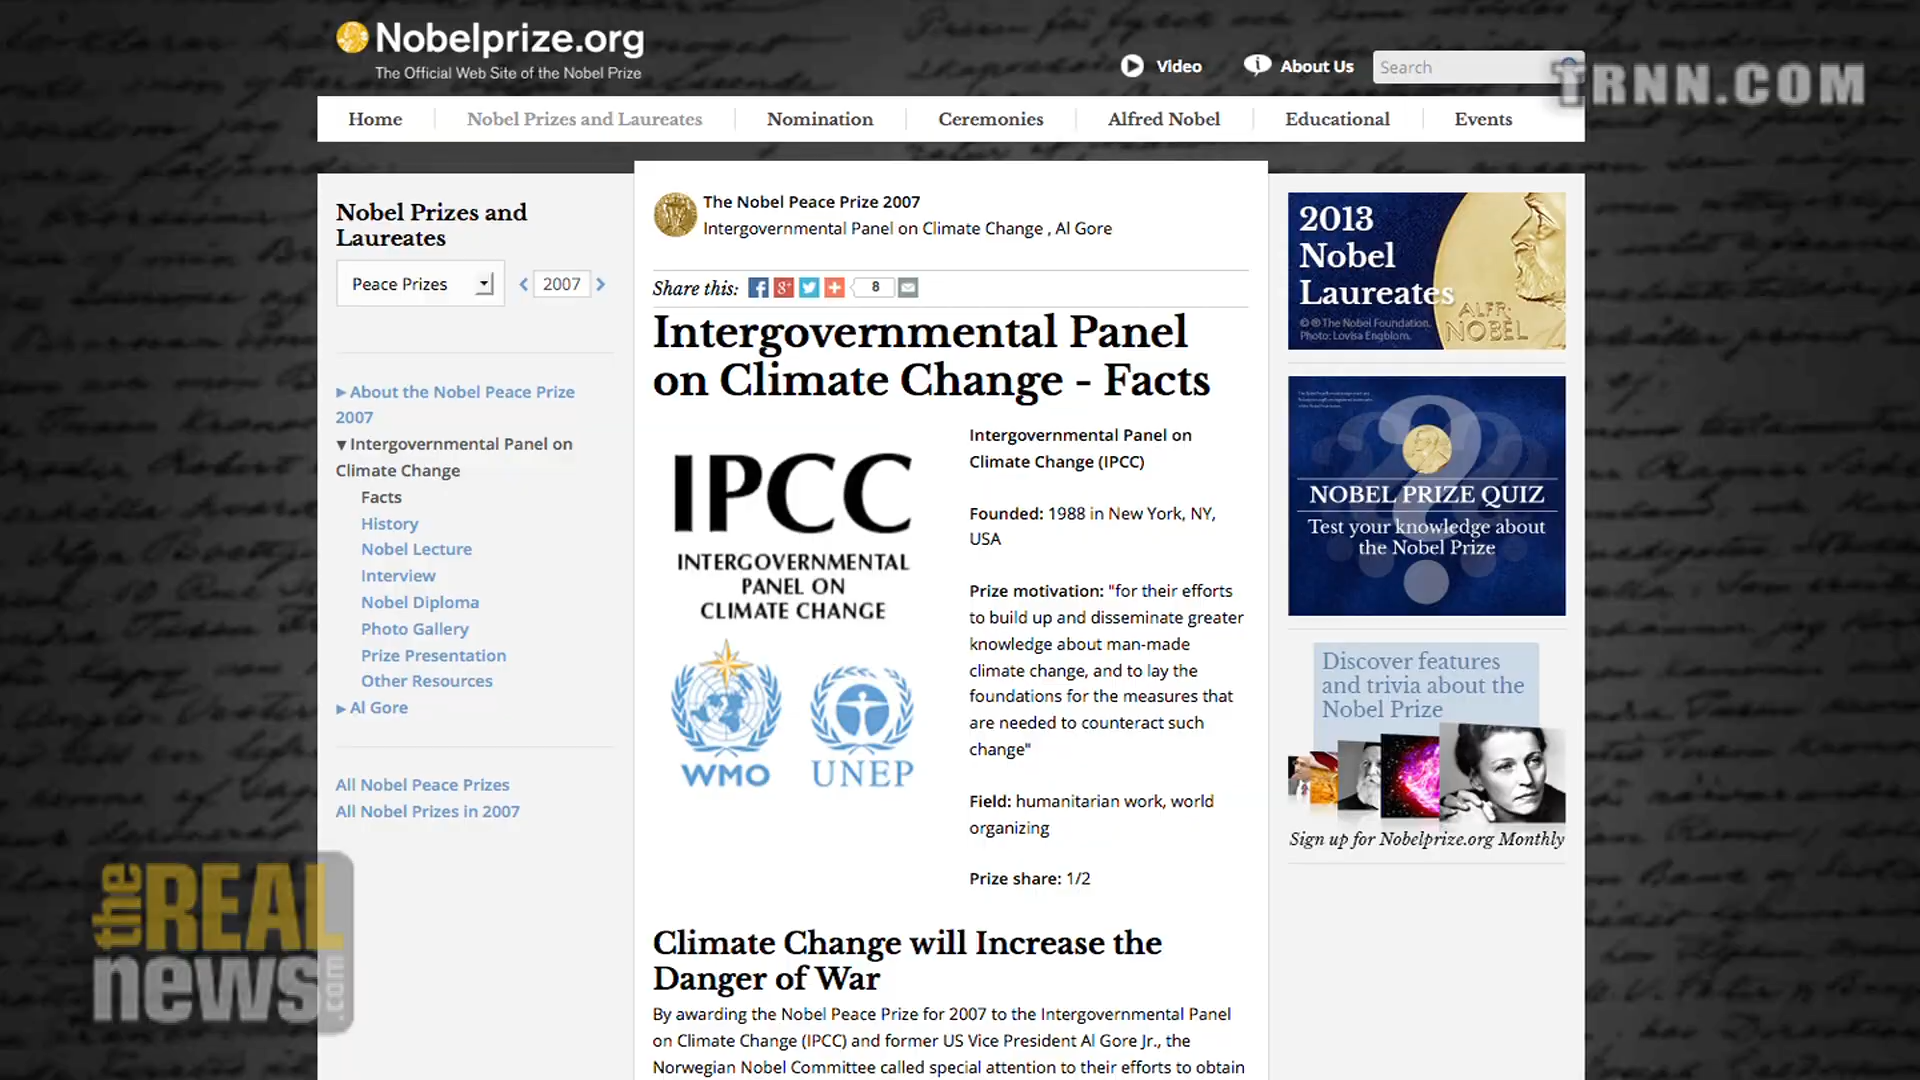 Nobelprize.org
The Official Web Site of the Nobel Prize
Video
About Us
Search
TRNN.COM
Home
Nobel Prizes and Laureates
Nomination
Ceremonies
Alfred Nobel
Educational
Events
Nobel Prizes and
Laureates
Peace Prizes
2007
About the Nobel Peace Prize
2007
Intergovernmental Panel on
Climate Change
Facts
History
Nobel Lecture
Interview
Nobel Diploma
Photo Gallery
Prize Presentation
Other Resources
Al Gore
All Nobel Peace Prizes
All Nobel Prizes in 2007
The Nobel Peace Prize 2007
Intergovernmental Panel on Climate Change , Al Gore
Share this:
8
Intergovernmental Panel
on Climate Change - Facts
IPCC
INTERGOVERNMENTAL
PANEL ON
CLIMATE CHANGE
WMO
UNEP
Intergovernmental Panel on
Climate Change (IPCC)
Founded: 1988 in New York, NY,
USA
Prize motivation: "for their efforts
to build up and disseminate greater
knowledge about man-made
climate change, and to lay the
foundations for the measures that
are needed to counteract such
change"
Field: humanitarian work, world
organizing
Prize share: 1/2
Climate Change will Increase the
Danger of War
By awarding the Nobel Peace Prize for 2007 to the Intergovernmental Panel
on Climate Change (IPCC) and former US Vice President Al Gore Jr., the
Norwegian Nobel Committee called special attention to their efforts to obtain
2013
Nobel
Laureates
© ® The Nobel Foundation.
Photo: Lovisa Engblom.
ALFR.
NOBEL
NOBEL PRIZE QUIZ
Test your knowledge about
the Nobel Prize
Discover features
and trivia about the
Nobel Prize
Sign up for Nobelprize.org Monthly
the REAL
news.com